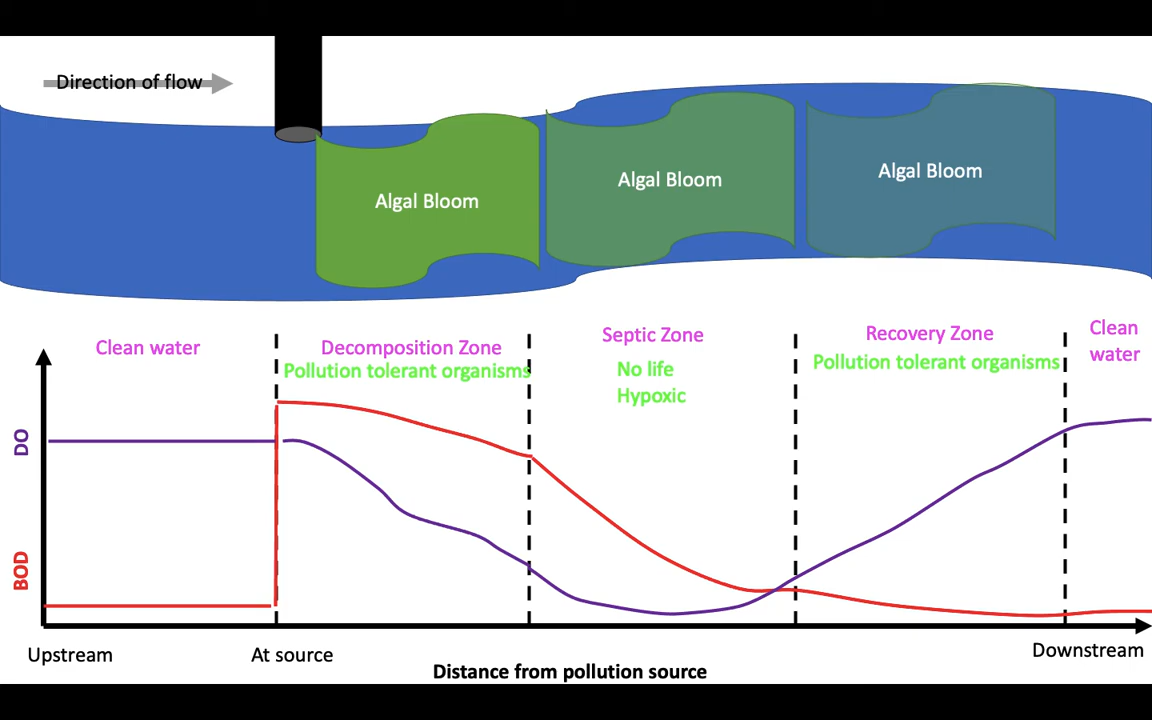 Direction of flow
Algal Bloom
Algal Bloom
Algal Bloom
Clean water
Decomposition Zone
Pollution tolerant organisms
Septic Zone
No life
Hypoxic
Recovery Zone
Pollution tolerant organisms
Clean
water
DO
BOD
Upstream
At source
Distance from pollution source
Downstream